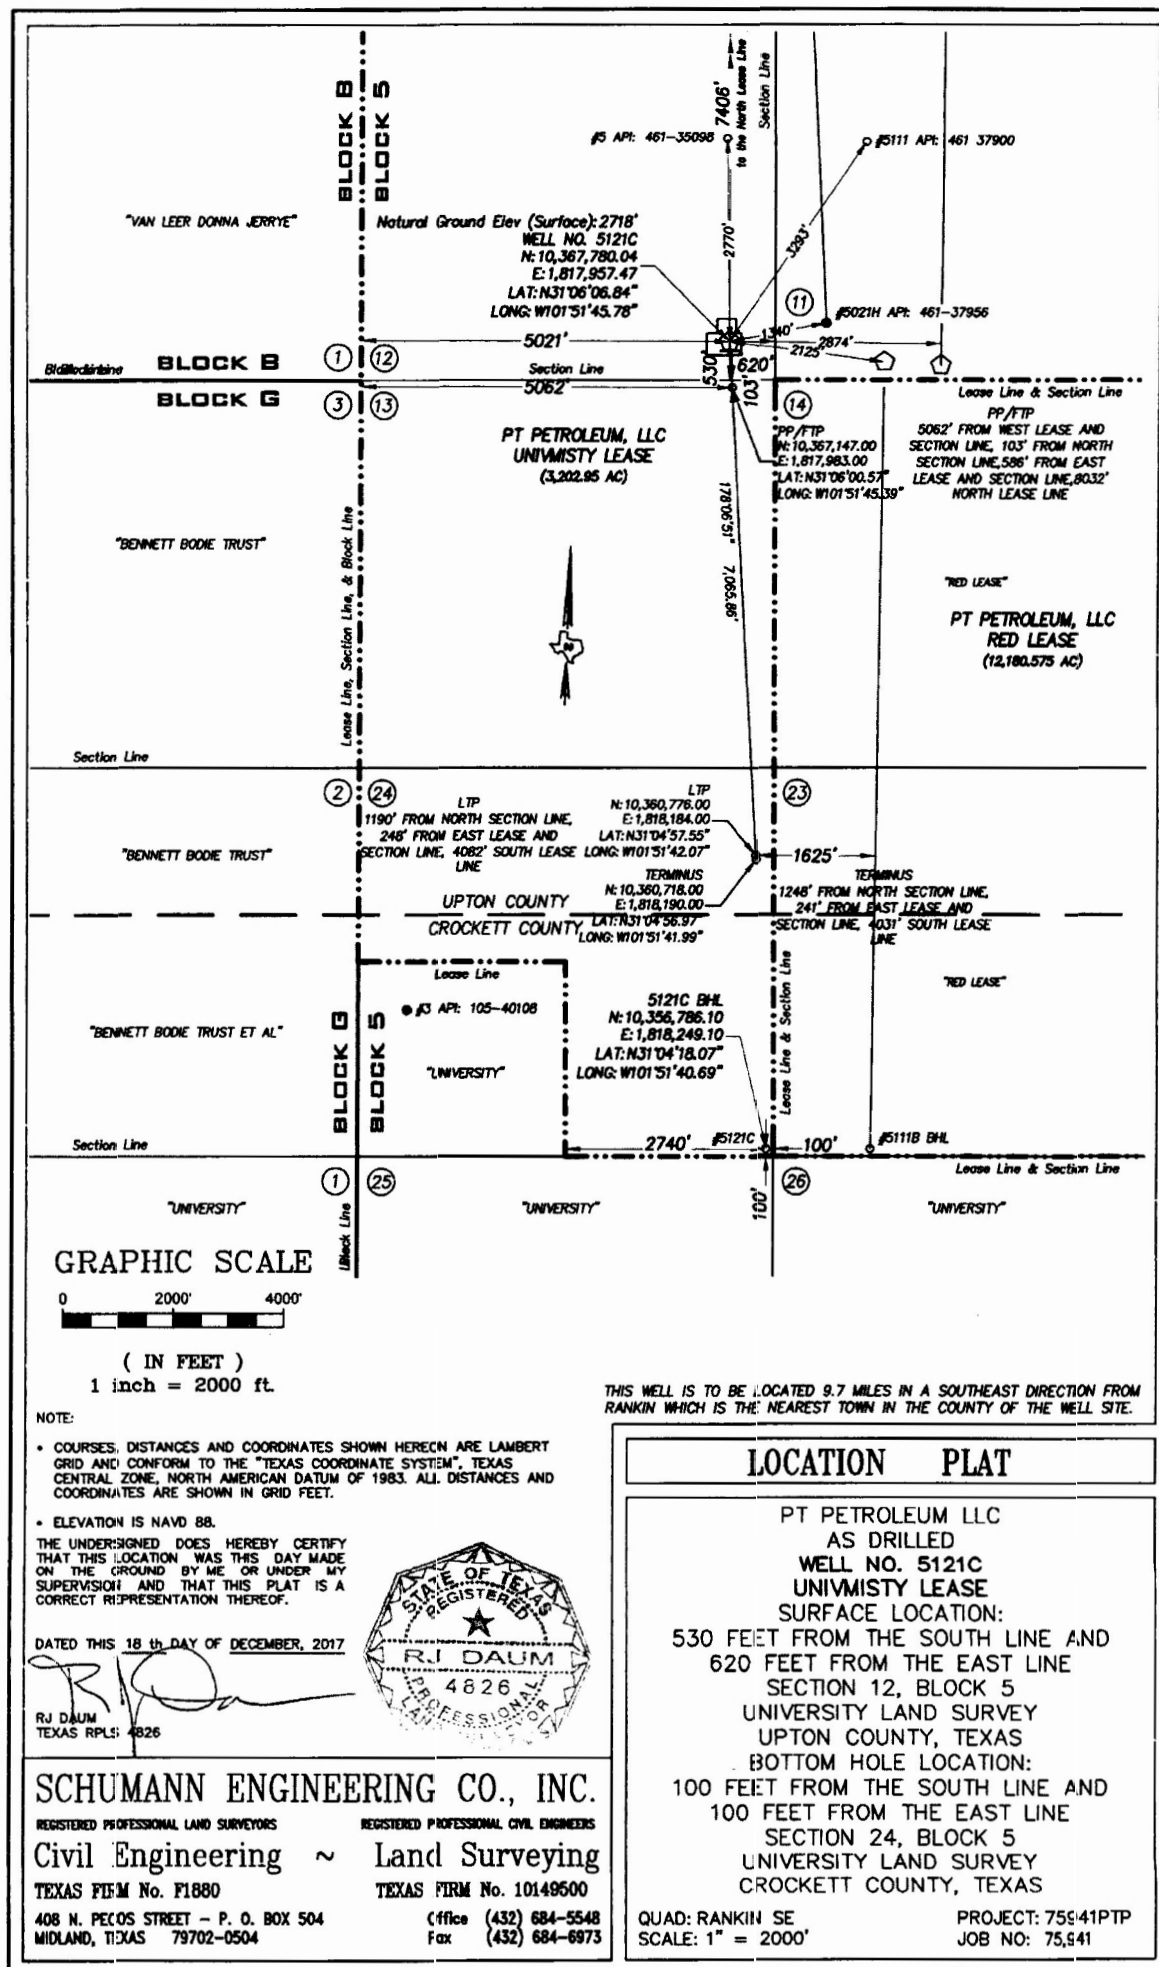 BLOCK B
BLOCK 5
7406'
to the North Lease Line
Section Line
#5 API: 461-35098
#5111 API: 461 37900
"VAN LEER DONNA JERRYE"
Natural Ground Elev (Surface): 2718'
WELL NO. 5121C
N: 10,367,780.04
E: 1,817,957.47
LAT: N31°06'06.84"
LONG: W101°51'45.78"
2770'
3293'
11
#5021H API: 461-37956
1340'
2874'
2125'
5021'
530'
620'
BLOCK B
1
12
Section Line
BLOCK G
3
13
5062'
103'
14
Lease Line & Section Line
PP/FTP
N: 10,367,147.00
E: 1,817,983.00
LAT: N31°06'00.57"
LONG: W101°51'45.39"
PP/FTP
5062' FROM WEST LEASE AND
SECTION LINE, 103' FROM NORTH
SECTION LINE, 586' FROM EAST
LEASE AND SECTION LINE, 8032'
NORTH LEASE LINE
PT PETROLEUM, LLC
UNIVMISTY LEASE
(3,202.95 AC)
178°06'51"
7,065.86'
"BENNETT BODIE TRUST"
Lease Line, Section Line, & Block Line
"RED LEASE"
PT PETROLEUM, LLC
RED LEASE
(12,180.575 AC)
Section Line
2
24
23
LTP
1190' FROM NORTH SECTION LINE,
248' FROM EAST LEASE AND
SECTION LINE, 4082' SOUTH LEASE
LINE
LTP
N: 10,360,776.00
E: 1,818,184.00
LAT: N31°04'57.55"
LONG: W101°51'42.07"
1625'
"BENNETT BODIE TRUST"
TERMINUS
N: 10,360,718.00
E: 1,818,190.00
LAT: N31°04'56.97"
LONG: W101°51'41.99"
TERMINUS
1248' FROM NORTH SECTION LINE,
241' FROM EAST LEASE AND
SECTION LINE, 4031' SOUTH LEASE
LINE
UPTON COUNTY
CROCKETT COUNTY
Lease Line
#3 API: 105-40108
"BENNETT BODIE TRUST ET AL"
BLOCK G
BLOCK 5
"UNIVERSITY"
5121C BHL
N: 10,356,786.10
E: 1,818,249.10
LAT: N31°04'18.07"
LONG: W101°51'40.69"
Lease Line & Section Line
"RED LEASE"
Section Line
2740'
#5121C
100'
#5111B BHL
Lease Line & Section Line
1
25
26
100'
"UNIVERSITY"
"UNIVERSITY"
"UNIVERSITY"
GRAPHIC SCALE
0 2000' 4000'
( IN FEET )
1 inch = 2000 ft.
THIS WELL IS TO BE LOCATED 9.7 MILES IN A SOUTHEAST DIRECTION FROM
RANKIN WHICH IS THE NEAREST TOWN IN THE COUNTY OF THE WELL SITE.
NOTE:
• COURSES, DISTANCES AND COORDINATES SHOWN HEREON ARE LAMBERT
GRID AND CONFORM TO THE "TEXAS COORDINATE SYSTEM", TEXAS
CENTRAL ZONE, NORTH AMERICAN DATUM OF 1983. ALL DISTANCES AND
COORDINATES ARE SHOWN IN GRID FEET.
• ELEVATION IS NAVD 88.
THE UNDERSIGNED DOES HEREBY CERTIFY
THAT THIS LOCATION WAS THIS DAY MADE
ON THE GROUND BY ME OR UNDER MY
SUPERVISION AND THAT THIS PLAT IS A
CORRECT REPRESENTATION THEREOF.
DATED THIS 18 th DAY OF DECEMBER, 2017
RJ DAUM
TEXAS RPLS 4826
STATE OF TEXAS
REGISTERED
RJ DAUM
4826
PROFESSIONAL
LAND SURVEYOR
LOCATION PLAT
PT PETROLEUM LLC
AS DRILLED
WELL NO. 5121C
UNIVMISTY LEASE
SURFACE LOCATION:
530 FEET FROM THE SOUTH LINE AND
620 FEET FROM THE EAST LINE
SECTION 12, BLOCK 5
UNIVERSITY LAND SURVEY
UPTON COUNTY, TEXAS
BOTTOM HOLE LOCATION:
100 FEET FROM THE SOUTH LINE AND
100 FEET FROM THE EAST LINE
SECTION 24, BLOCK 5
UNIVERSITY LAND SURVEY
CROCKETT COUNTY, TEXAS
QUAD: RANKIN SE
PROJECT: 75941PTP
SCALE: 1" = 2000'
JOB NO: 75,941
SCHUMANN ENGINEERING CO., INC.
REGISTERED PROFESSIONAL LAND SURVEYORS
REGISTERED PROFESSIONAL CIVIL ENGINEERS
Civil Engineering ~ Land Surveying
TEXAS FIRM No. F1880
TEXAS FIRM No. 10149500
408 N. PECOS STREET – P. O. BOX 504
MIDLAND, TEXAS 79702-0504
Office (432) 684-5548
Fax (432) 684-6973